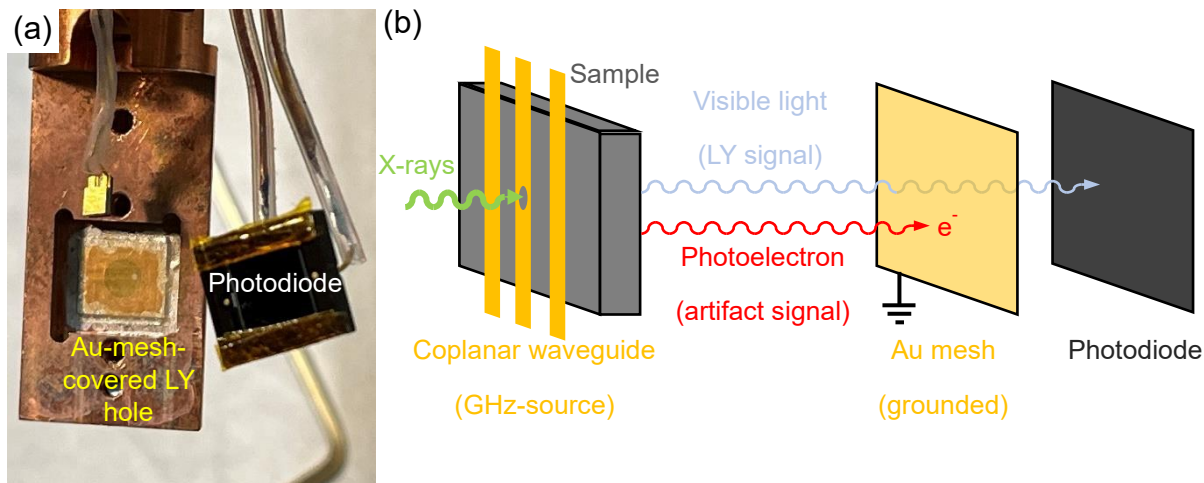 (a)
Photodiode
Au-mesh-
covered LY
hole
(b)
Sample
Visible light
(LY signal)
X-rays
e-
Photoelectron
(artifact signal)
Coplanar waveguide
(GHz-source)
Au mesh
(grounded)
Photodiode